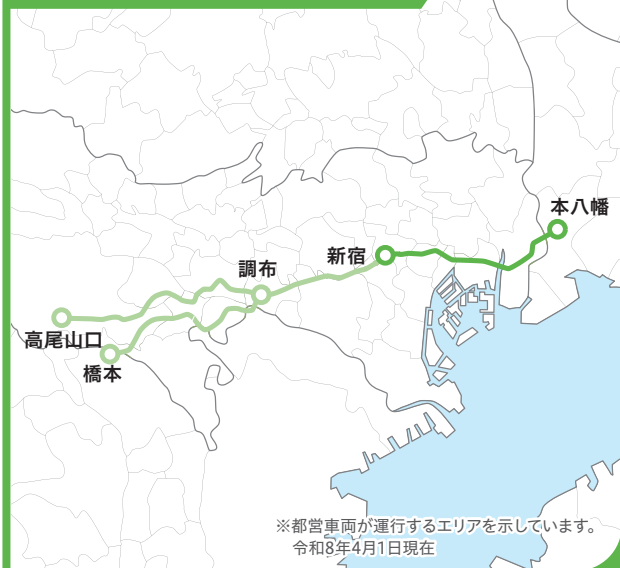 本八幡
新宿
調布
高尾山口
橋本
※都営車両が運行するエリアを示しています。
令和8年4月1日現在